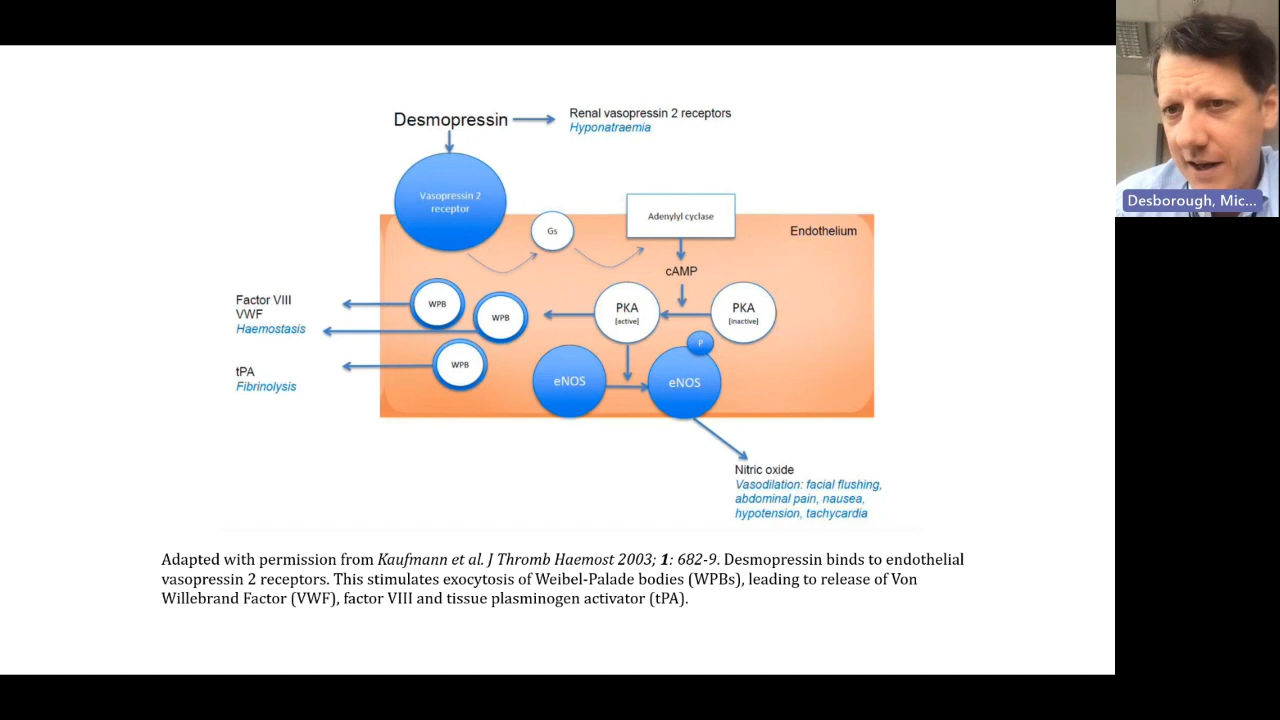 Desmopressin
Renal vasopressin 2 receptors
Hyponatraemia
Vasopressin 2
receptor
Gs
Adenylyl cyclase
Endothelium
cAMP
Factor VIII
VWF
Haemostasis
WPB
WPB
PKA
[active]
PKA
[inactive]
P
tPA
Fibrinolysis
WPB
eNOS
eNOS
Nitric oxide
Vasodilation: facial flushing,
abdominal pain, nausea,
hypotension, tachycardia
Adapted with permission from Kaufmann et al. J Thromb Haemost 2003; 1: 682-9. Desmopressin binds to endothelial
vasopressin 2 receptors. This stimulates exocytosis of Weibel-Palade bodies (WPBs), leading to release of Von
Willebrand Factor (VWF), factor VIII and tissue plasminogen activator (tPA).
Desborough, Mic...